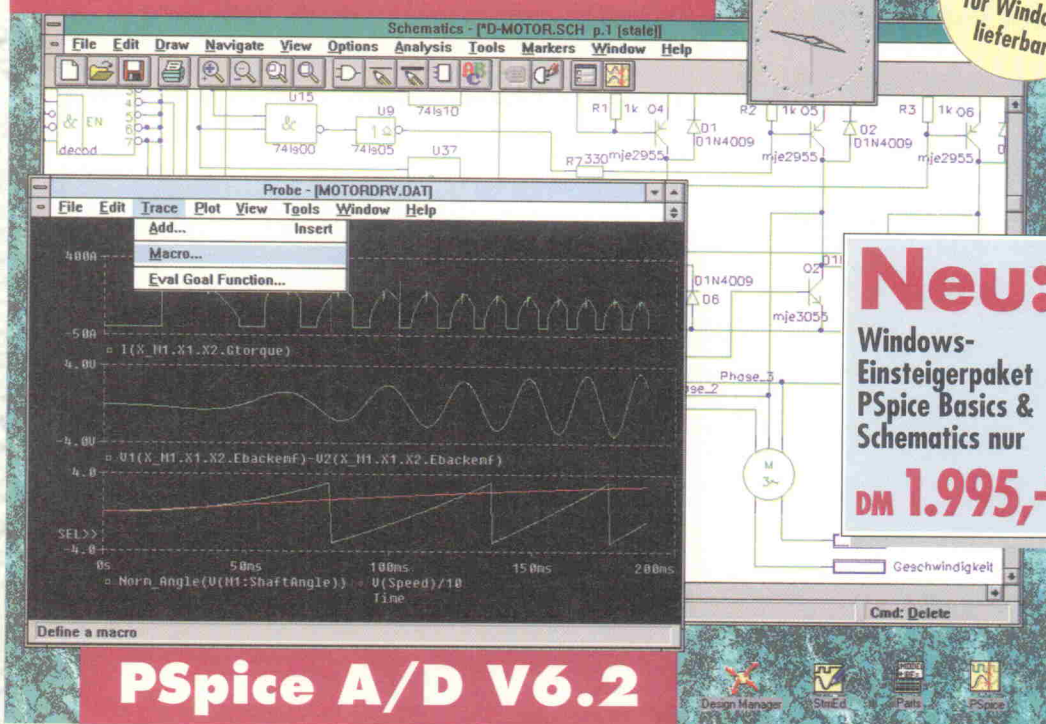 für Windo
lieferbar
Schematics - [*D-MOTOR.SCH p.1 (stale)]
File Edit Draw Navigate View Options Analysis Tools Markers Window Help
U15
74ls10
R1 1k Q4
R2 1k Q5
R3 1k Q6
& EN
&
U9
1
D1
D1N4009
D2
D1N4009
decod
74ls00
74ls05
U37
R7 330
mje2955
mje2955
mje2955
Probe - [MOTORDRV.DAT]
File Edit Trace Plot View Tools Window Help
Add... Insert
Macro...
Eval Goal Function...
400A
-50A
I(X_M1.X1.X2.Gtorque)
4.0V
-4.0V
V1(X_M1.X1.X2.Ebackemf)-V2(X_M1.X1.X2.Ebackemf)
4.0
SEL>>
-4.0
0s 50ms 100ms 150ms 200ms
Norm_Angle(V(M1:ShaftAngle)) V(Speed)/10
Time
Define a macro
D1N4009
D6
Q2
mje3055
Phase_3
M
3~
Neu:
Windows-
Einsteigerpaket
PSpice Basics &
Schematics nur
DM 1.995,-
Geschwindigkeit
Cmd: Delete
PSpice A/D V6.2
Design Manager
StmEd
Parts
PSpice